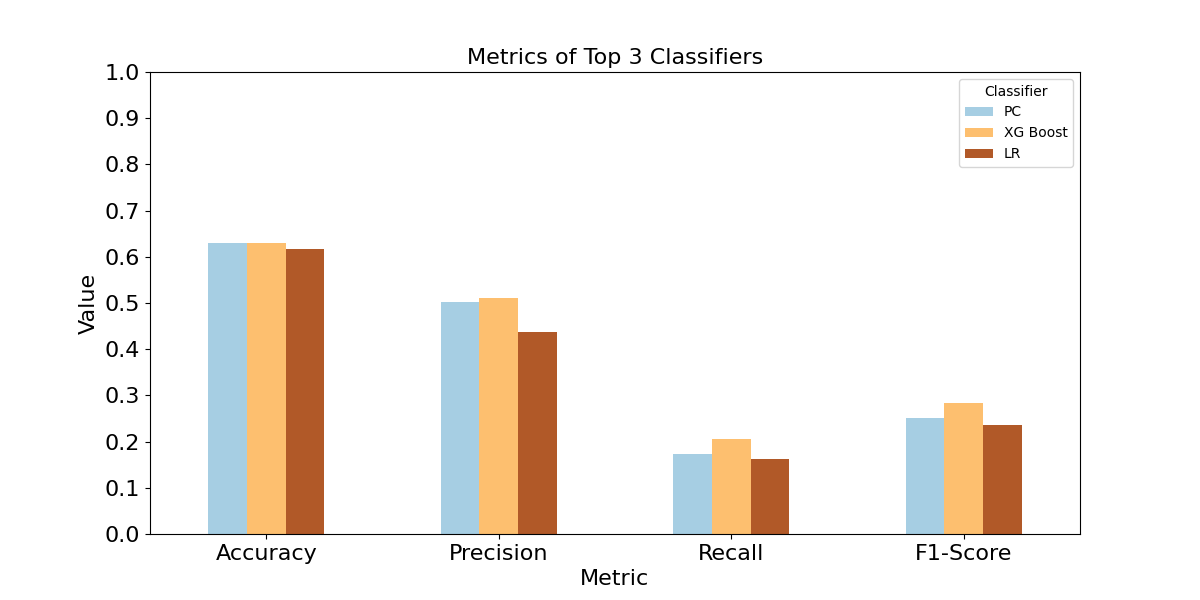 Metrics of Top 3 Classifiers
Value
1.0
0.9
0.8
0.7
0.6
0.5
0.4
0.3
0.2
0.1
0.0
Classifier
PC
XG Boost
LR
Accuracy Precision Recall F1-Score
Metric